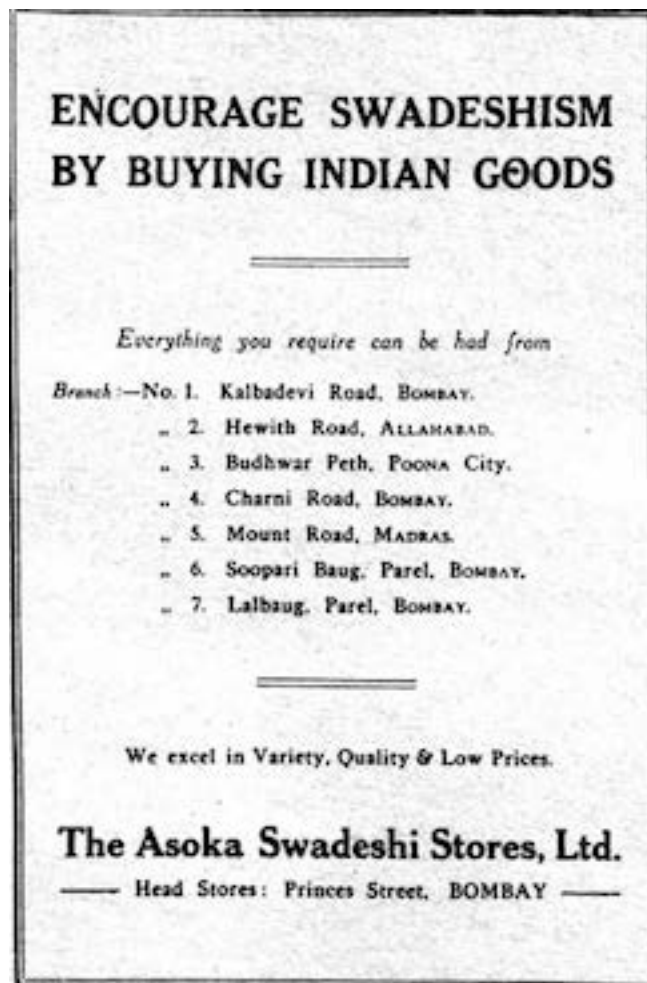 ENCOURAGE SWADESHISM
BY BUYING INDIAN GOODS
Everything you require can be had from
Branch:—No. 1. Kalbadevi Road, BOMBAY.
„ 2. Hewith Road, ALLAHABAD.
„ 3. Budhwar Peth, POONA City.
„ 4. Charni Road, BOMBAY.
„ 5. Mount Road, MADRAS.
„ 6. Soopari Baug, Parel, BOMBAY.
„ 7. Lalbaug, Parel, BOMBAY.
We excel in Variety, Quality & Low Prices.
The Asoka Swadeshi Stores, Ltd.
Head Stores: Princes Street, BOMBAY